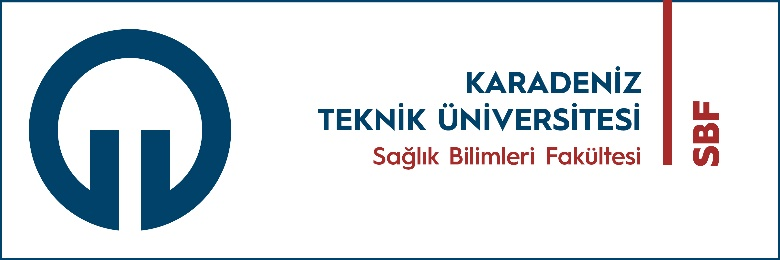 KARADENİZ
TEKNİK ÜNİVERSİTESİ
Sağlık Bilimleri Fakültesi
SBF